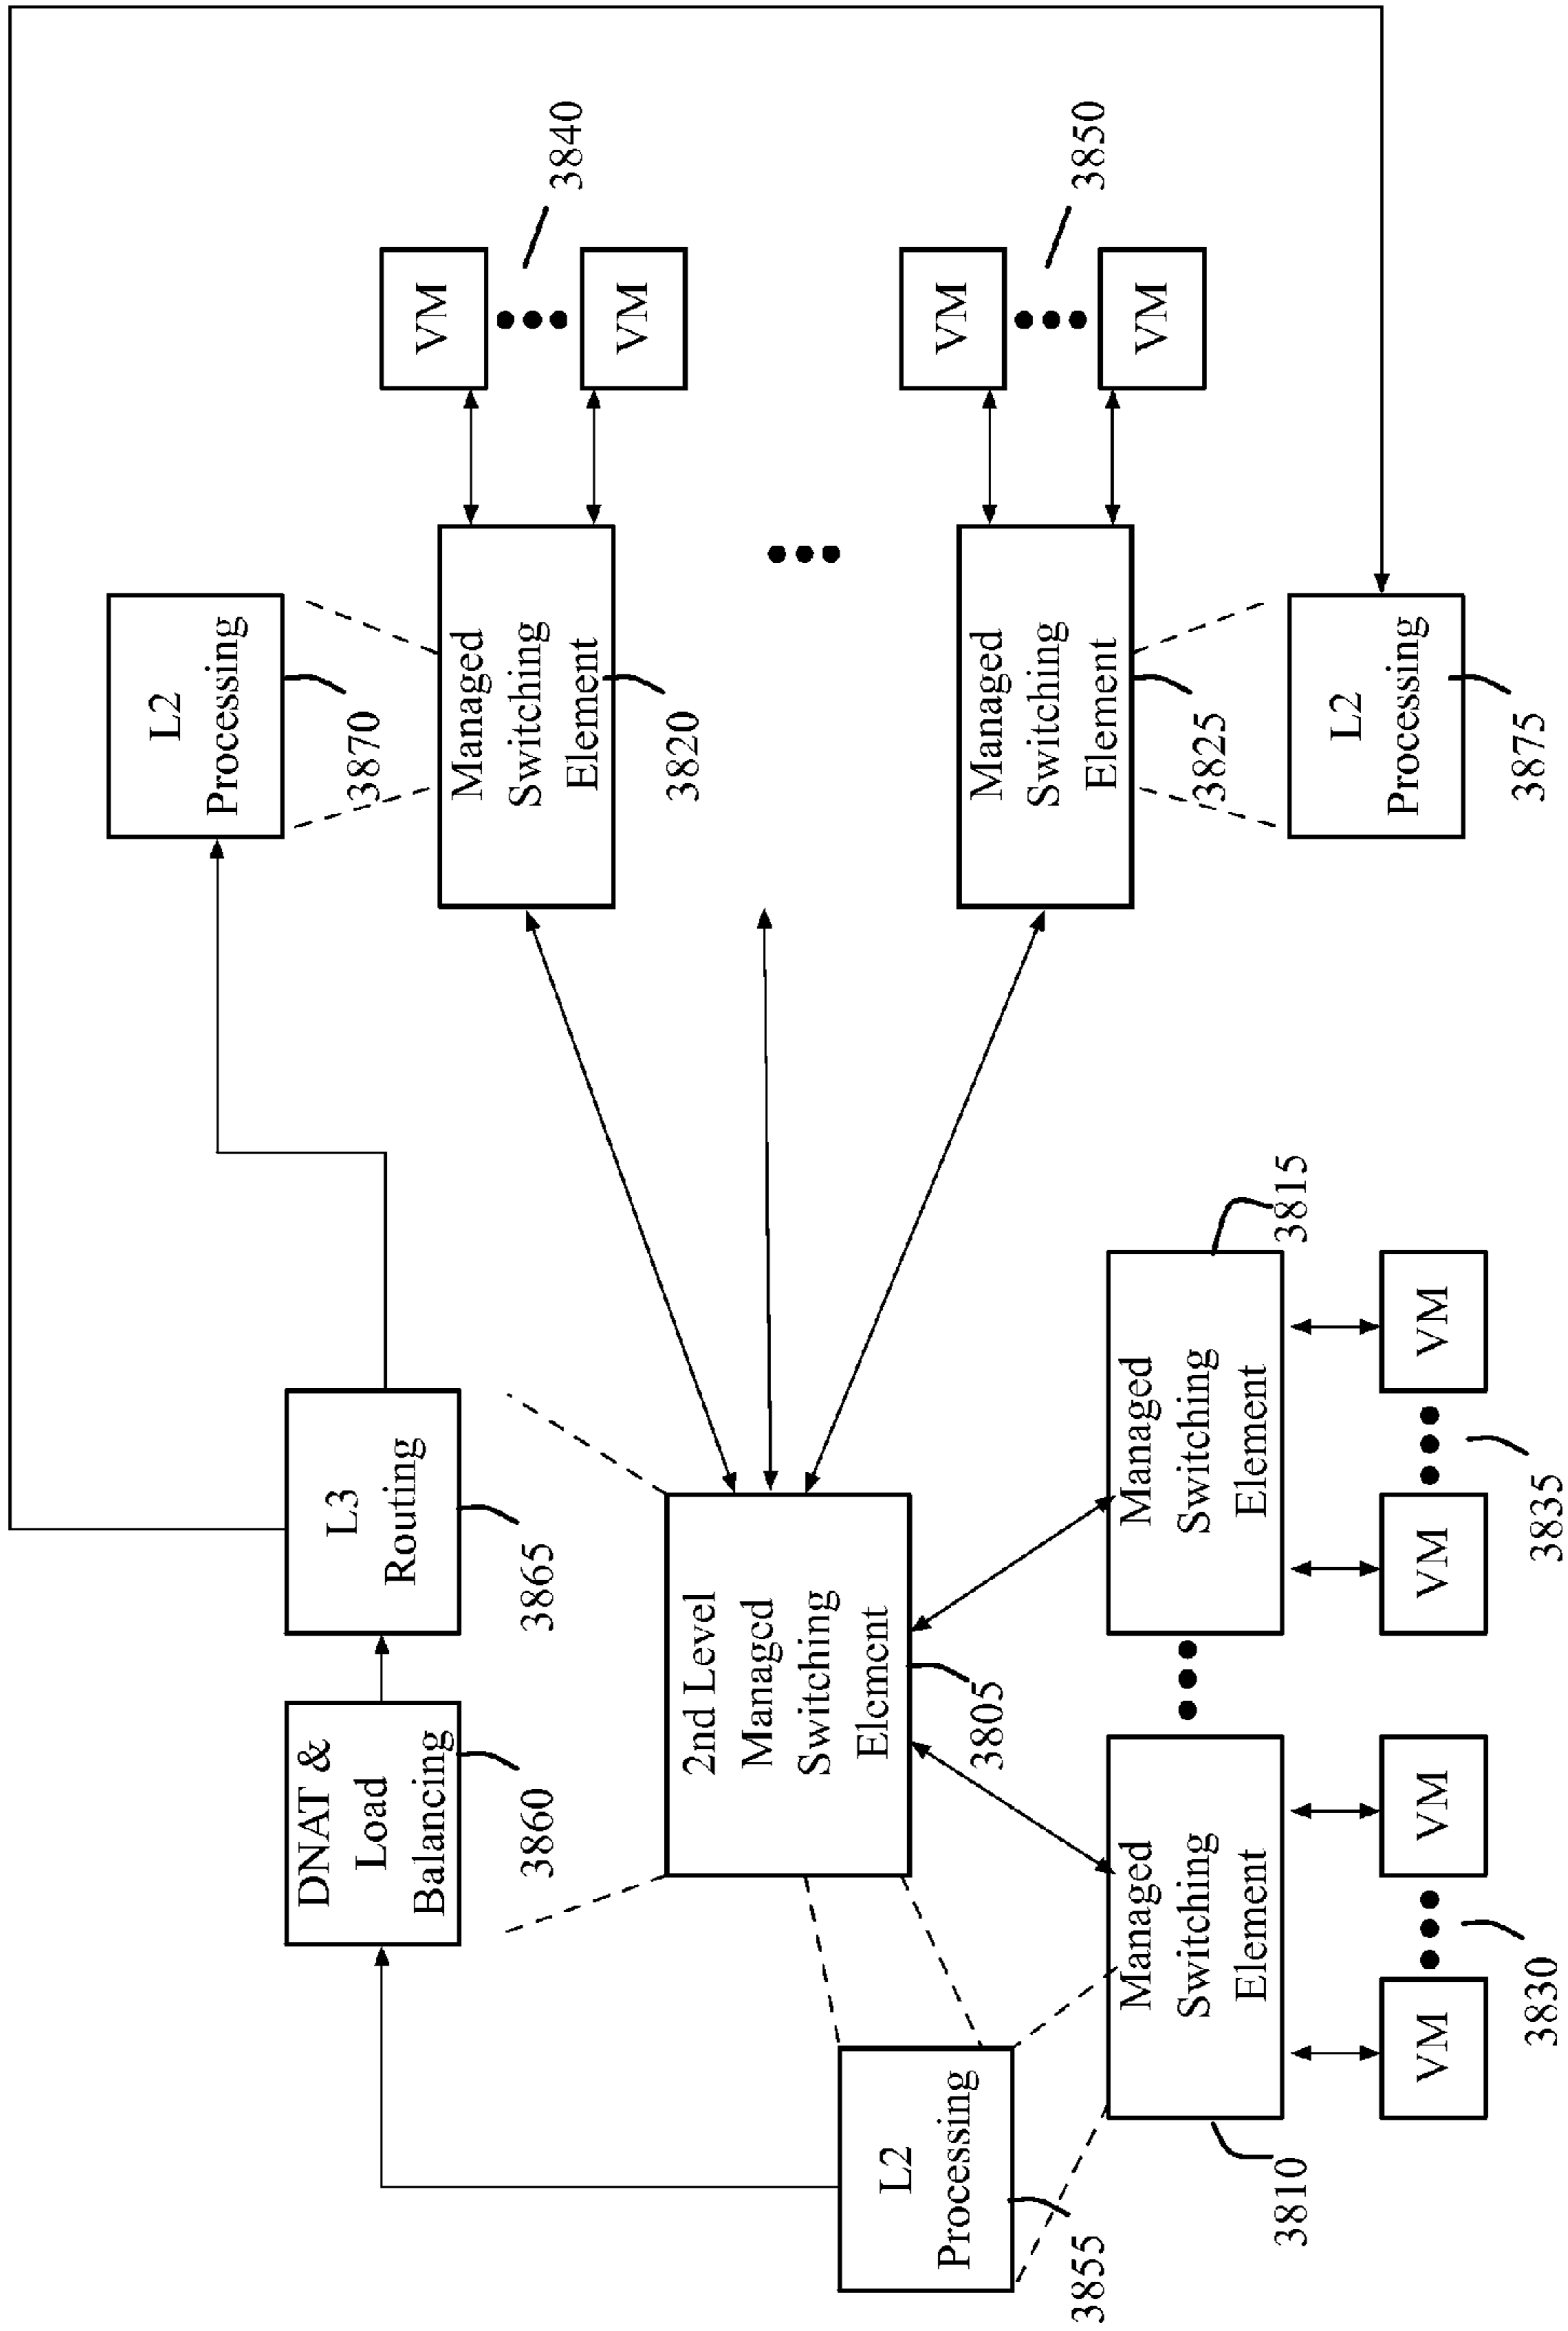 L2
Processing
3870
DNAT &
Load
Balancing
3860
L3
Routing
3865
Managed
Switching
Element
3820
VM
VM
3840
2nd Level
Managed
Switching
Element
3805
L2
Processing
3855
Managed
Switching
Element
3825
VM
VM
3850
Managed
Switching
Element
3810
Managed
Switching
Element
3815
L2
Processing
3875
VM
VM
3830
VM
VM
3835